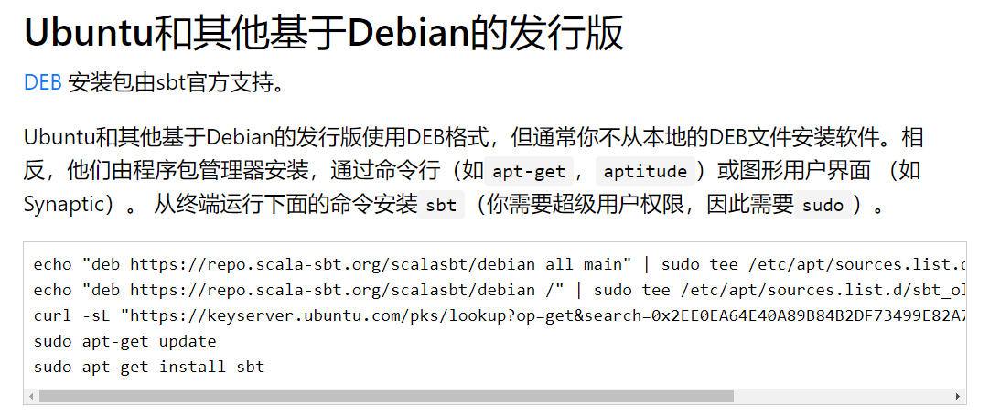 Ubuntu和其他基于Debian的发行版
DEB 安装包由sbt官方支持。
Ubuntu和其他基于Debian的发行版使用DEB格式，但通常你不从本地的DEB文件安装软件。相
反，他们由程序包管理器安装，通过命令行（如 apt-get ，aptitude ）或图形用户界面 （如
Synaptic）。 从终端运行下面的命令安装 sbt （你需要超级用户权限，因此需要 sudo ）。
echo "deb https://repo.scala-sbt.org/scalasbt/debian all main" | sudo tee /etc/apt/sources.list.d
echo "deb https://repo.scala-sbt.org/scalasbt/debian /" | sudo tee /etc/apt/sources.list.d/sbt_ol
curl -sL "https://keyserver.ubuntu.com/pks/lookup?op=get&search=0x2EE0EA64E40A89B84B2DF73499E82A7
sudo apt-get update
sudo apt-get install sbt